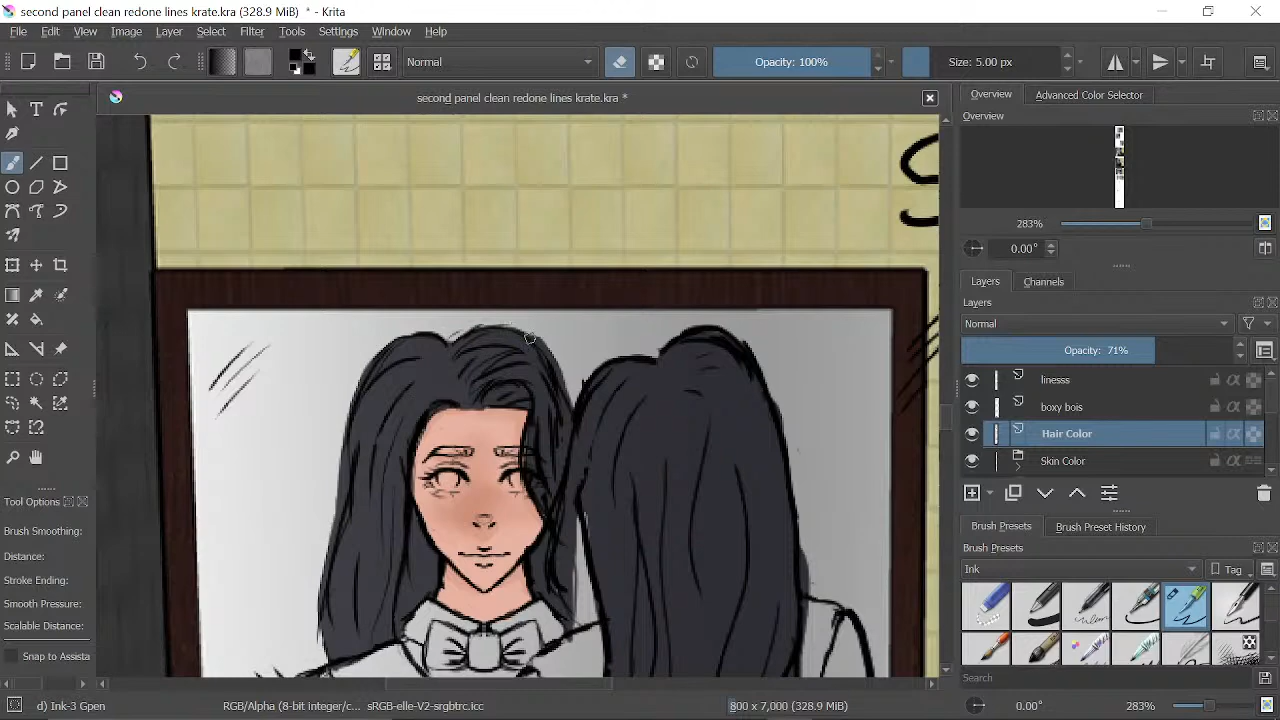 second panel clean redone lines krate.kra (328.9 MiB) * - Krita
File Edit View Image Layer Filter Tools Select Settings Window Help
Normal
Opacity: 100%
Size: 5.00 px
second panel clean redone lines krate.kra *
Overview
Advanced Color Selector
Overview
283%
0.00°
Layers
Channels
Layers
Normal
Opacity: 71%
linesss
boxy bois
Hair Color
Skin Color
Tool Options
Brush Smoothing:
Distance:
Stroke Ending:
Smooth Pressure:
Scalable Distance:
Snap to Assista
Brush Presets
Brush Preset History
Brush Presets
Ink
Tag
Search
d) Ink-3 Gpen
RGB/Alpha (8-bit integer/c...
sRGB-elle-V2-srgbtrc.icc
800 x 7,000 (328.9 MiB)
0.00°
283%